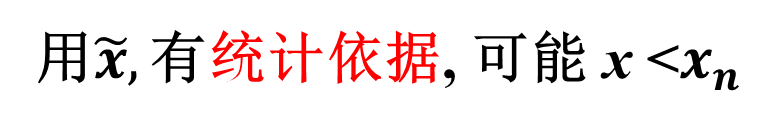 用x̃, 有统计依据, 可能 x <xₙ